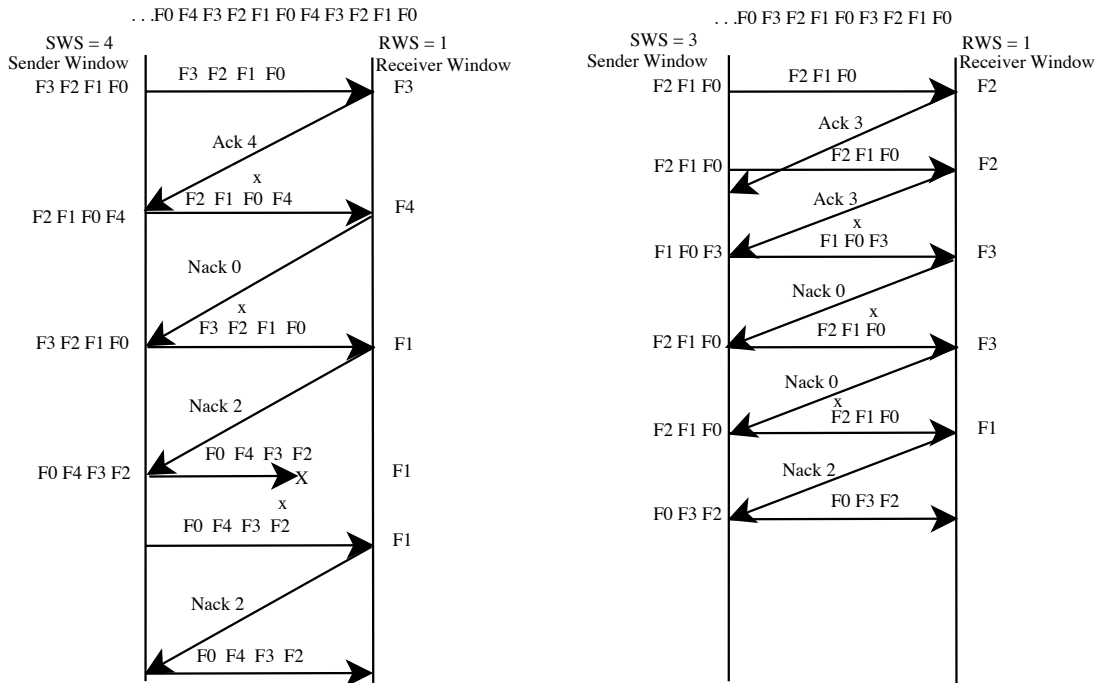 . . .F0 F4 F3 F2 F1 F0 F4 F3 F2 F1 F0
SWS = 4
Sender Window
RWS = 1
Receiver Window
F3 F2 F1 F0
F3 F2 F1 F0
F3
Ack 4
x
F2 F1 F0 F4
F2 F1 F0 F4
F4
Nack 0
x
F3 F2 F1 F0
F3 F2 F1 F0
F1
Nack 2
F0 F4 F3 F2
F0 F4 F3 F2
X
F1
x
F0 F4 F3 F2
F1
Nack 2
F0 F4 F3 F2
. . .F0 F3 F2 F1 F0 F3 F2 F1 F0
SWS = 3
Sender Window
RWS = 1
Receiver Window
F2 F1 F0
F2 F1 F0
F2
Ack 3
F2 F1 F0
F2 F1 F0
F2
Ack 3
x
F1 F0 F3
F1 F0 F3
F3
Nack 0
x
F2 F1 F0
F2 F1 F0
F3
Nack 0
x
F2 F1 F0
F2 F1 F0
F1
Nack 2
F0 F3 F2
F0 F3 F2